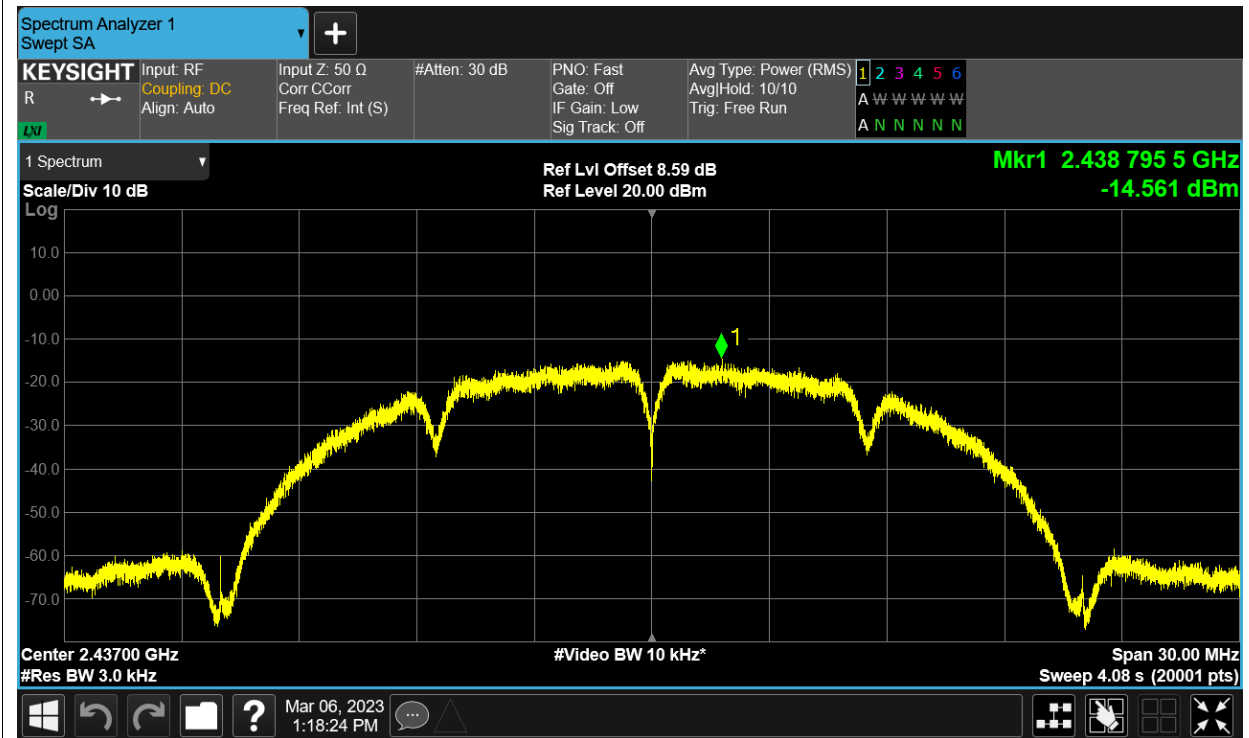 Spectrum Analyzer 1
Swept SA
+
KEYSIGHT
R
LXI
Input: RF
Coupling: DC
Align: Auto
Input Z: 50 Ω
Corr CCorr
Freq Ref: Int (S)
#Atten: 30 dB
PNO: Fast
Gate: Off
IF Gain: Low
Sig Track: Off
Avg Type: Power (RMS)
Avg|Hold: 10/10
Trig: Free Run
1 2 3 4 5 6
A W W W W W
A N N N N N
1 Spectrum
Scale/Div 10 dB
Log
Ref Lvl Offset 8.59 dB
Ref Level 20.00 dBm
Mkr1 2.438 795 5 GHz
-14.561 dBm
10.0
0.00
-10.0
-20.0
-30.0
-40.0
-50.0
-60.0
-70.0
1
Center 2.43700 GHz
#Res BW 3.0 kHz
#Video BW 10 kHz*
Span 30.00 MHz
Sweep 4.08 s (20001 pts)
?
Mar 06, 2023
1:18:24 PM